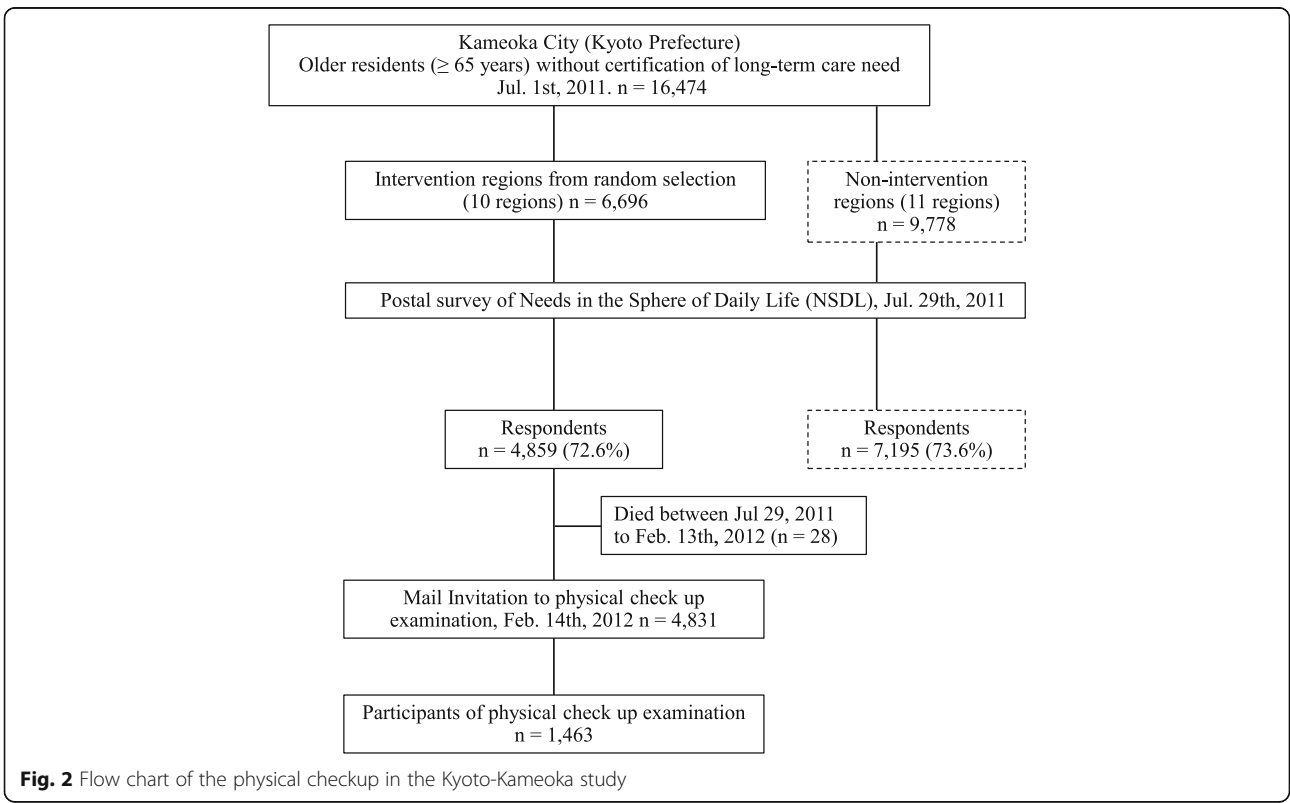 Kameoka City (Kyoto Prefecture)
Older residents (≥ 65 years) without certification of long-term care need
Jul. 1st, 2011. n = 16,474
Intervention regions from random selection
(10 regions) n = 6,696
Non-intervention
regions (11 regions)
n = 9,778
Postal survey of Needs in the Sphere of Daily Life (NSDL), Jul. 29th, 2011
Respondents
n = 4,859 (72.6%)
Respondents
n = 7,195 (73.6%)
Died between Jul 29, 2011
to Feb. 13th, 2012 (n = 28)
Mail Invitation to physical check up
examination, Feb. 14th, 2012 n = 4,831
Participants of physical check up examination
n = 1,463
Fig. 2 Flow chart of the physical checkup in the Kyoto-Kameoka study